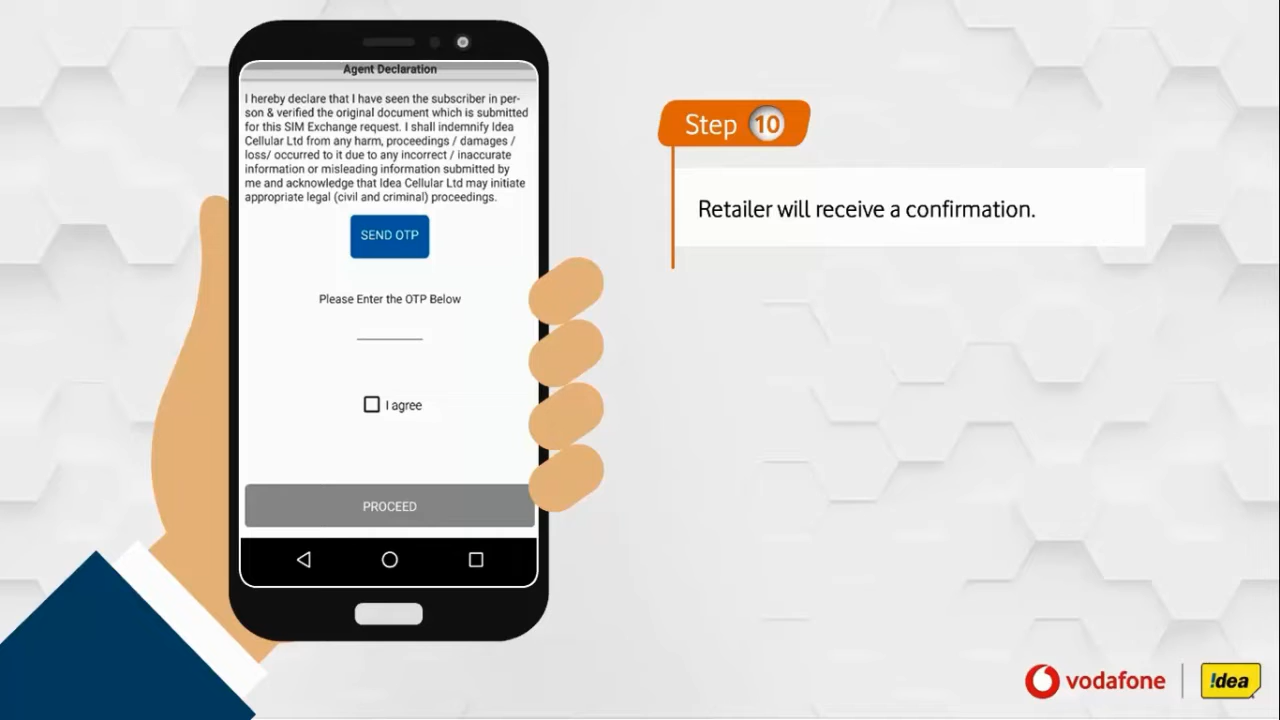 Agent Declaration
I hereby declare that I have seen the subscriber in per-
son & verified the original document which is submitted
for this SIM Exchange request. I shall indemnify Idea
Cellular Ltd from any harm, proceedings / damages /
loss/ occurred to it due to any incorrect / inaccurate
information or misleading information submitted by
me and acknowledge that Idea Cellular Ltd may initiate
appropriate legal (civil and criminal) proceedings.
SEND OTP
Please Enter the OTP Below
I agree
PROCEED
Step 10
Retailer will receive a confirmation.
vodafone
!dea